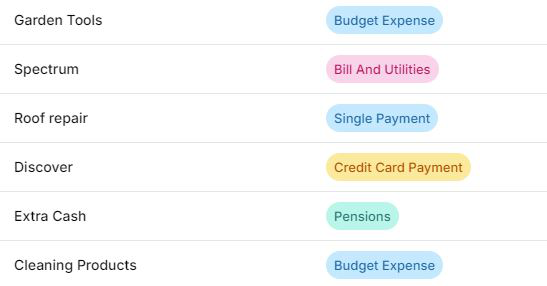 Garden Tools Budget Expense
Spectrum Bill And Utilities
Roof repair Single Payment
Discover Credit Card Payment
Extra Cash Pensions
Cleaning Products Budget Expense